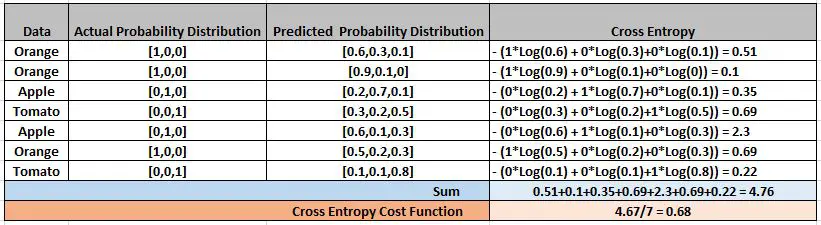 Data Actual Probability Distribution Predicted Probability Distribution Cross Entropy
Orange [1,0,0] [0.6,0.3,0.1] - (1*Log(0.6) + 0*Log(0.3)+0*Log(0.1)) = 0.51
Orange [1,0,0] [0.9,0.1,0] - (1*Log(0.9) + 0*Log(0.1)+0*Log(0)) = 0.1
Apple [0,1,0] [0.2,0.7,0.1] - (0*Log(0.2) + 1*Log(0.7)+0*Log(0.1)) = 0.35
Tomato [0,0,1] [0.3,0.2,0.5] - (0*Log(0.3) + 0*Log(0.2)+1*Log(0.5)) = 0.69
Apple [0,1,0] [0.6,0.1,0.3] - (0*Log(0.6) + 1*Log(0.1)+0*Log(0.3)) = 2.3
Orange [1,0,0] [0.5,0.2,0.3] - (1*Log(0.5) + 0*Log(0.2)+0*Log(0.3)) = 0.69
Tomato [0,0,1] [0.1,0.1,0.8] - (0*Log(0.1) + 0*Log(0.1)+1*Log(0.8)) = 0.22
Sum 0.51+0.1+0.35+0.69+2.3+0.69+0.22 = 4.76
Cross Entropy Cost Function 4.67/7 = 0.68